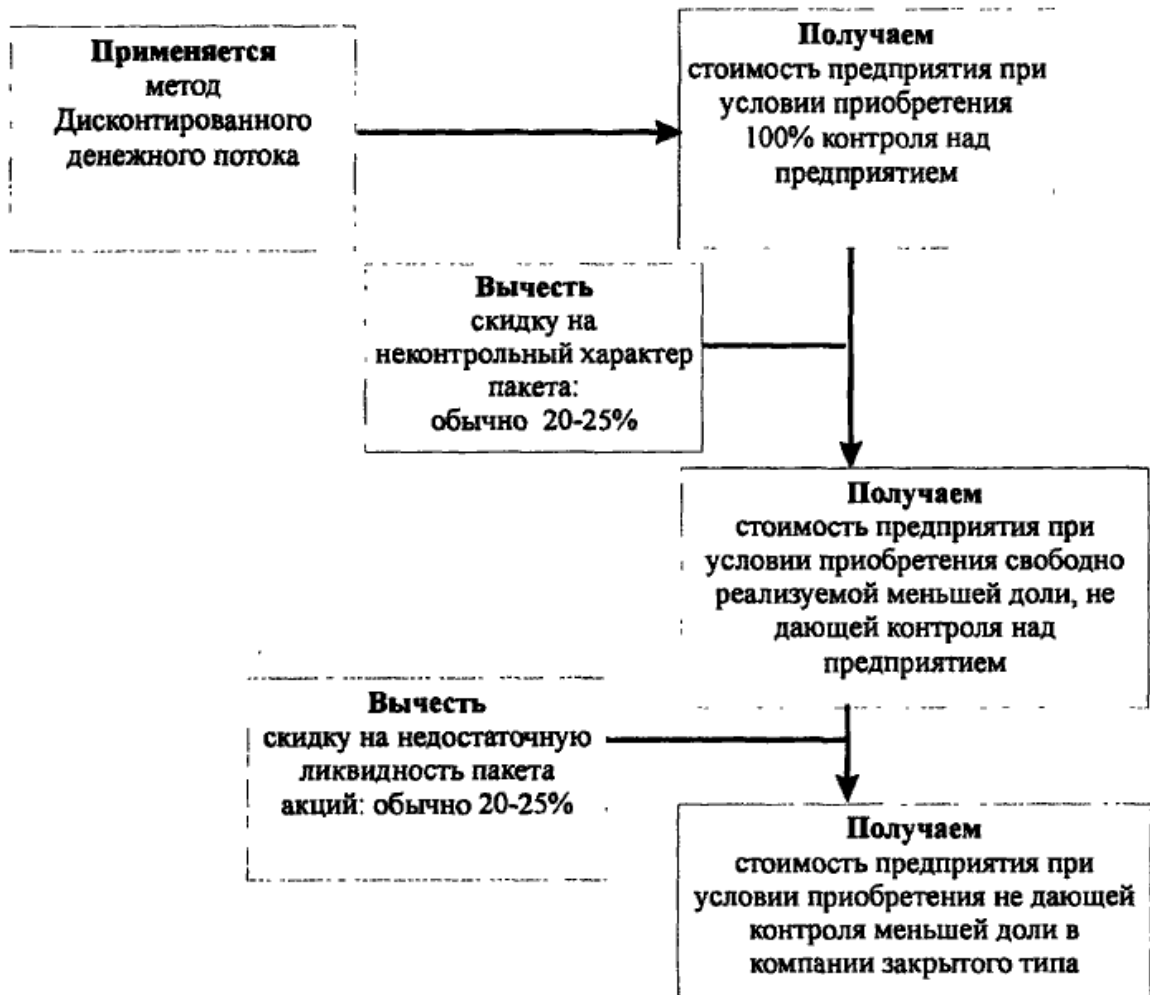 Применяется
метод
Дисконтированного
денежного потока
Получаем
стоимость предприятия при
условии приобретения
100% контроля над
предприятием
Вычесть
скидку на
неконтрольный характер
пакета:
обычно 20-25%
Получаем
стоимость предприятия при
условии приобретения свободно
реализуемой меньшей доли, не
дающей контроля над
предприятием
Вычесть
скидку на недостаточную
ликвидность пакета
акций: обычно 20-25%
Получаем
стоимость предприятия при
условии приобретения не дающей
контроля меньшей доли в
компании закрытого типа